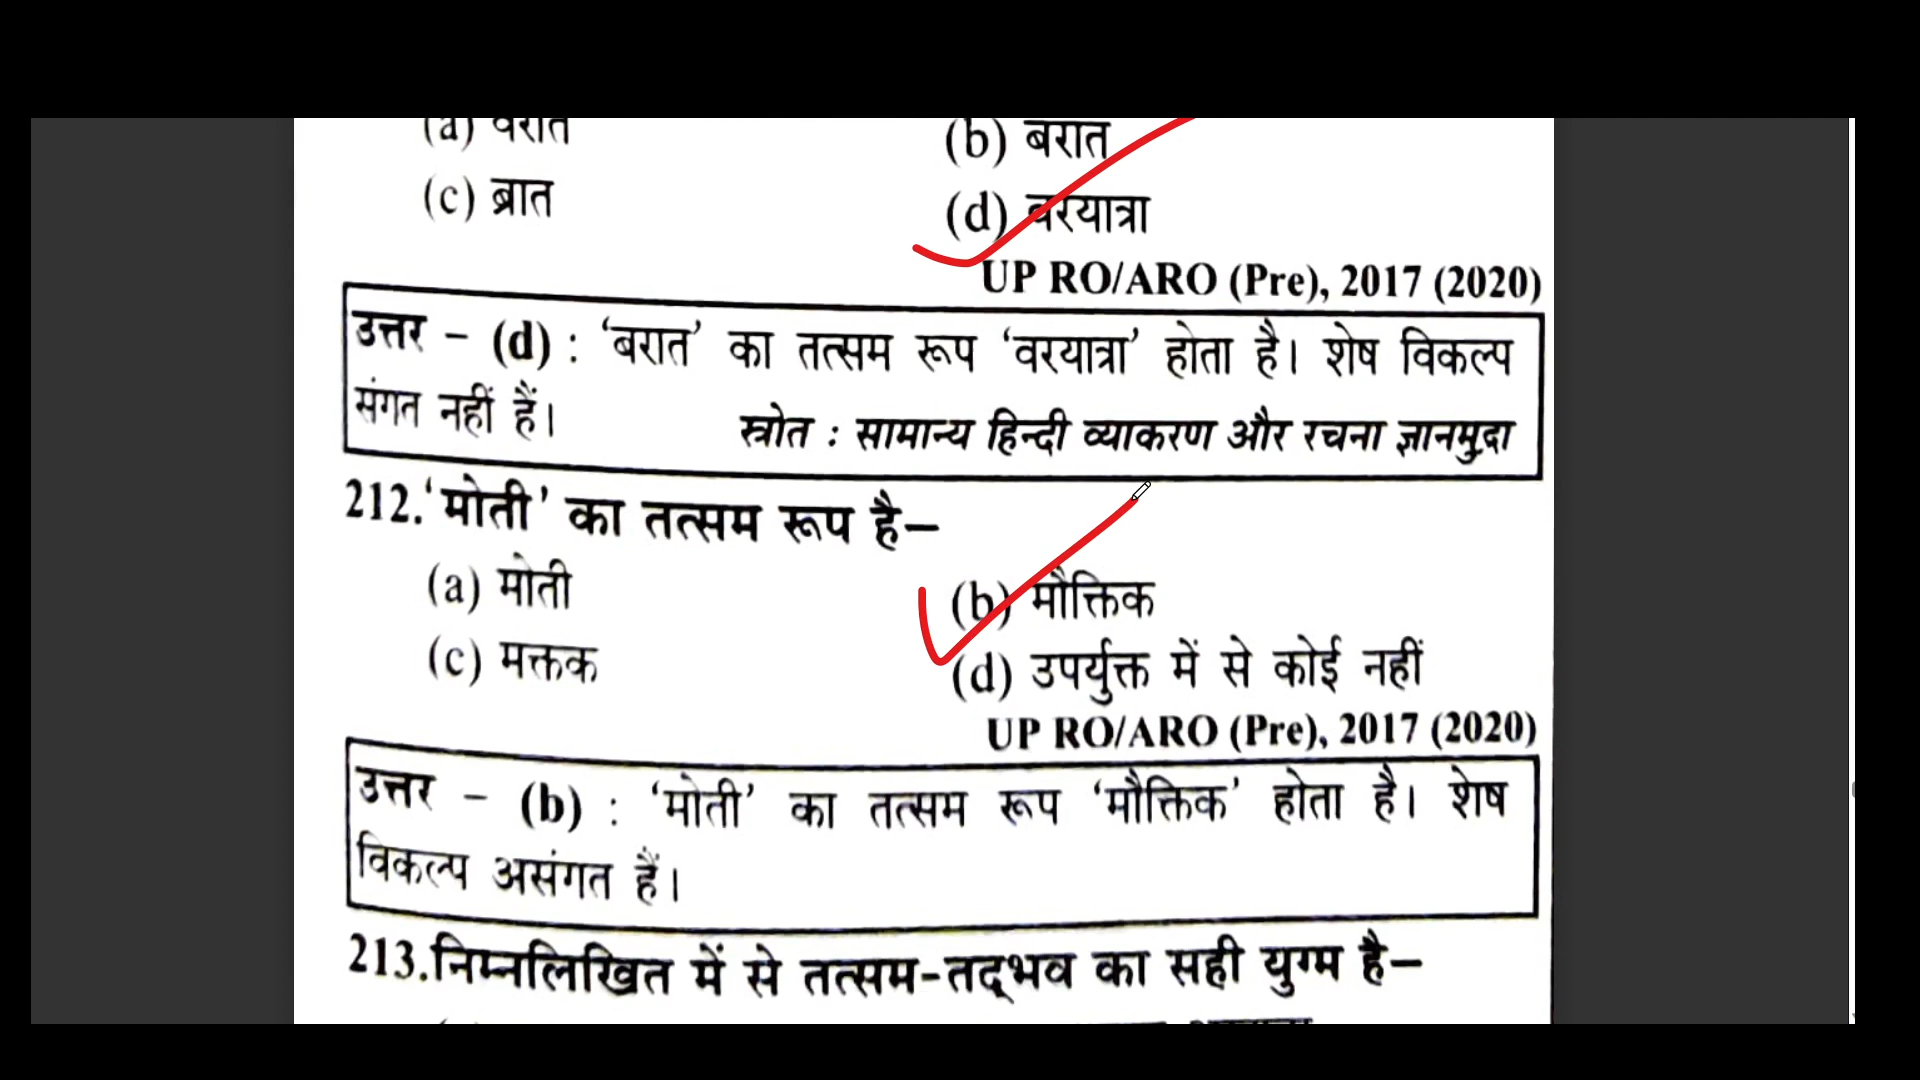 (a) वरात (b) बरात
(c) ब्रात (d) वरयात्रा
UP RO/ARO (Pre), 2017 (2020)
उत्तर – (d) : ‘बरात’ का तत्सम रूप ‘वरयात्रा’ होता है। शेष विकल्प
संगत नहीं हैं।
स्त्रोत : सामान्य हिन्दी व्याकरण और रचना ज्ञानमुद्रा
212.‘मोती’ का तत्सम रूप है–
(a) मोती (b) मौक्तिक
(c) मक्तक (d) उपर्युक्त में से कोई नहीं
UP RO/ARO (Pre), 2017 (2020)
उत्तर – (b) : ‘मोती’ का तत्सम रूप ‘मौक्तिक’ होता है। शेष
विकल्प असंगत हैं।
213.निम्नलिखित में से तत्सम-तद्भव का सही युग्म है–